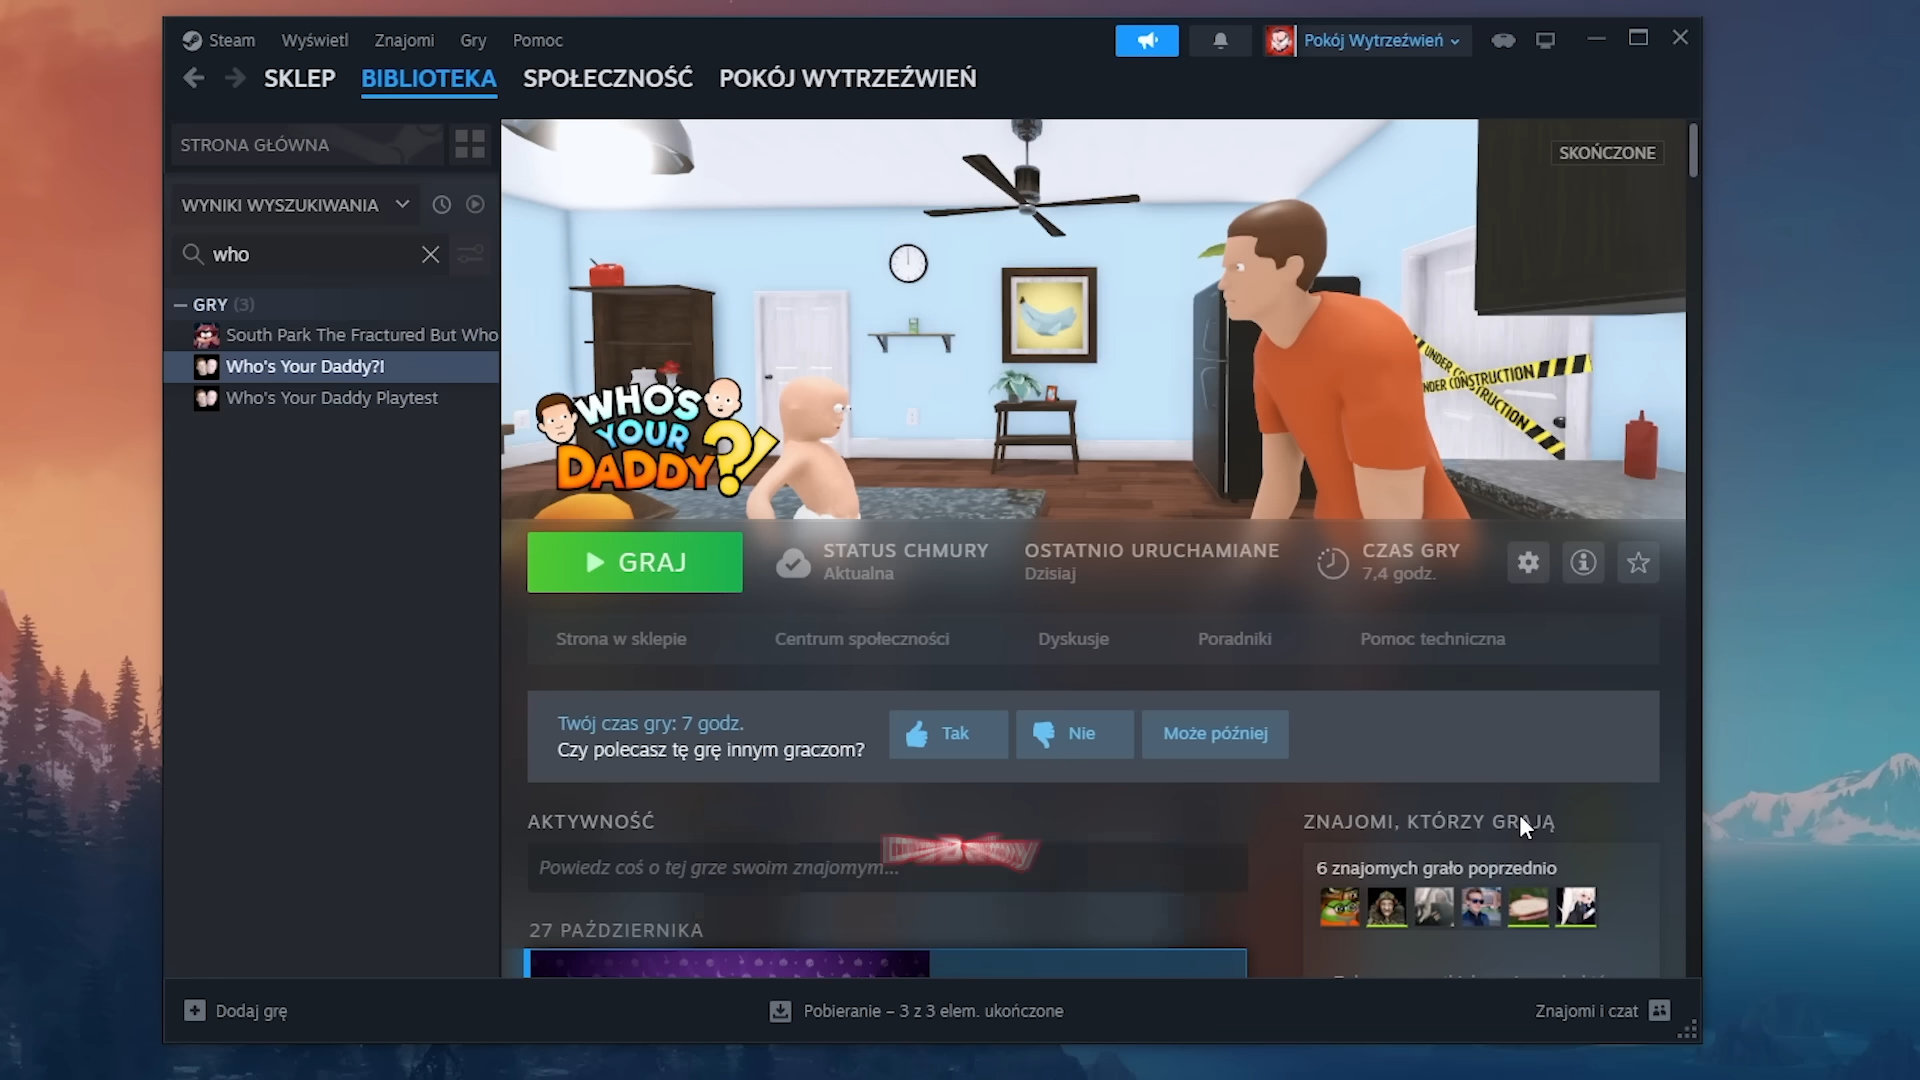 Steam
Wyświetl
Znajomi
Gry
Pomoc
Pokój Wytrzeźwień
SKLEP
BIBLIOTEKA
SPOŁECZNOŚĆ
POKÓJ WYTRZEŹWIEŃ
STRONA GŁÓWNA
WYNIKI WYSZUKIWANIA
who
GRY (3)
South Park The Fractured But Who
Who's Your Daddy?!
Who's Your Daddy Playtest
SKOŃCZONE
UNDER CONSTRUCTION
NDER CONSTRUCTION
WHO'S
YOUR
DADDY?!
GRAJ
STATUS CHMURY
Aktualna
OSTATNIO URUCHAMIANE
Dzisiaj
CZAS GRY
7,4 godz.
Strona w sklepie
Centrum społeczności
Dyskusje
Poradniki
Pomoc techniczna
Twój czas gry: 7 godz.
Czy polecasz tę grę innym graczom?
Tak
Nie
Może później
AKTYWNOŚĆ
Powiedz coś o tej grze swoim znajomym...
27 PAŹDZIERNIKA
ZNAJOMI, KTÓRZY GRAJĄ
6 znajomych grało poprzednio
Dodaj grę
Pobieranie – 3 z 3 elem. ukończone
Znajomi i czat